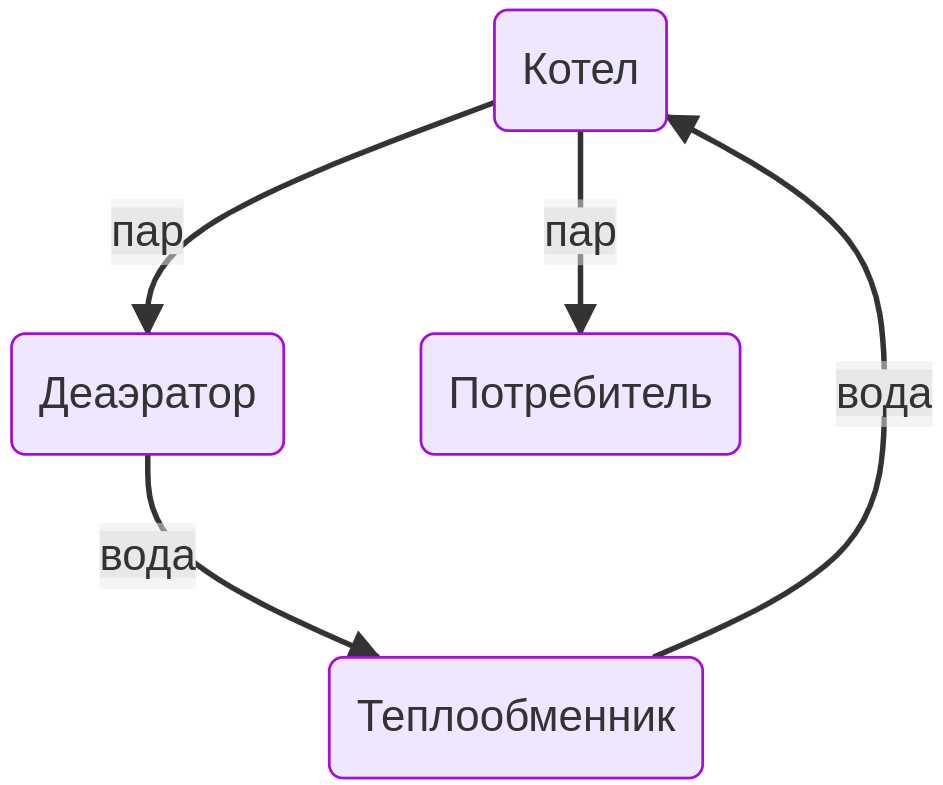 Котел
пар
пар
Деаэратор
Потребитель
вода
вода
Теплообменник